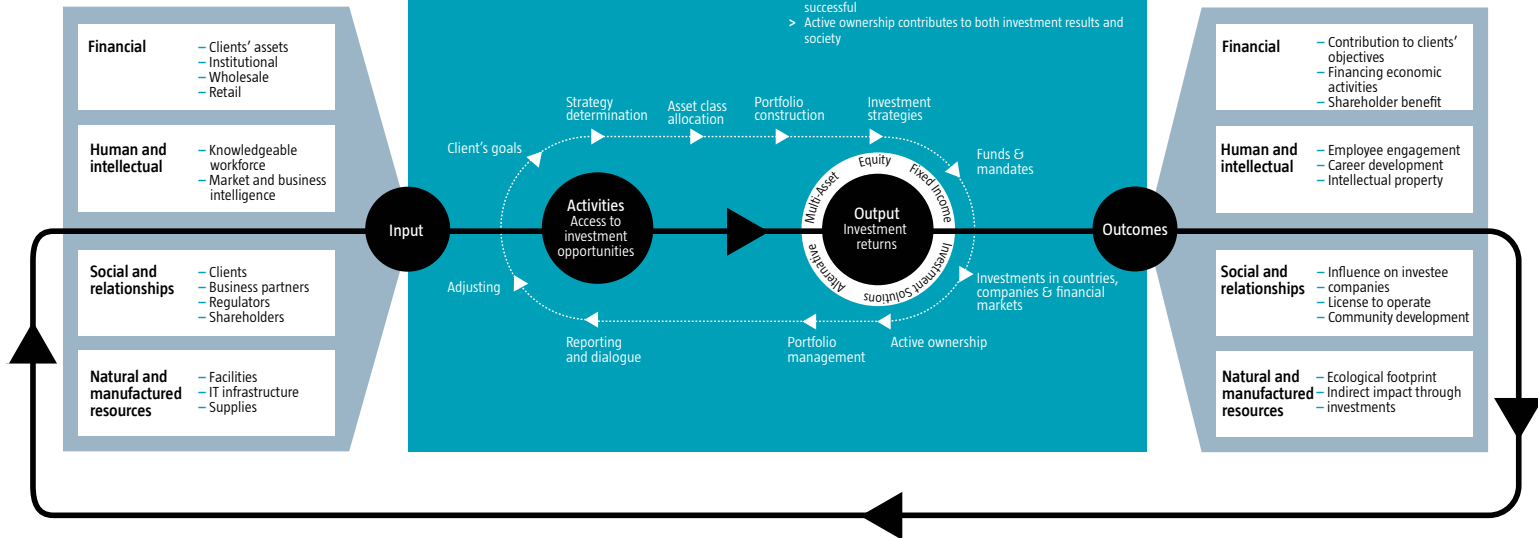 successful
> Active ownership contributes to both investment results and
society
Financial
– Clients’ assets
– Institutional
– Wholesale
– Retail
Human and
intellectual
– Knowledgeable
workforce
– Market and business
intelligence
Social and
relationships
– Clients
– Business partners
– Regulators
– Shareholders
Natural and
manufactured
resources
– Facilities
– IT infrastructure
– Supplies
Input
Client’s goals
Strategy
determination
Asset class
allocation
Portfolio
construction
Investment
strategies
Funds &
mandates
Investments in countries,
companies & financial
markets
Active ownership
Portfolio
management
Reporting
and dialogue
Adjusting
Activities
Access to
investment
opportunities
Output
Investment
returns
Multi-Asset
Equity
Fixed Income
Investment Solutions
Alternative
Outcomes
Financial
– Contribution to clients’
objectives
– Financing economic
activities
– Shareholder benefit
Human and
intellectual
– Employee engagement
– Career development
– Intellectual property
Social and
relationships
– Influence on investee
– companies
– License to operate
– Community development
Natural and
manufactured
resources
– Ecological footprint
– Indirect impact through
– investments